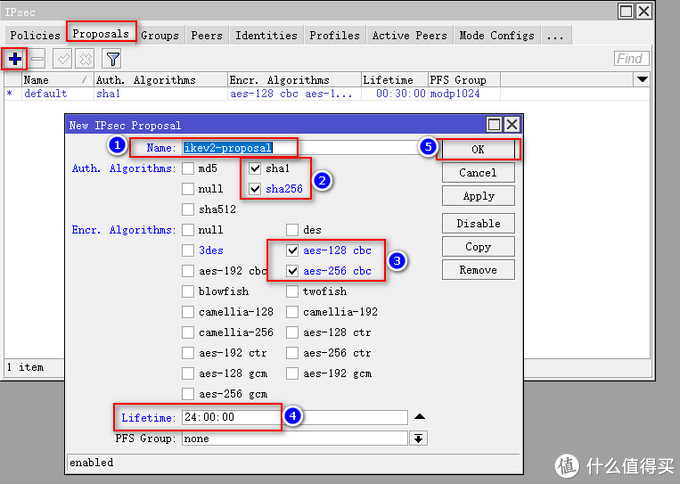 IPsec
Policies Proposals Groups Peers Identities Profiles Active Peers Mode Configs ...
Find
Name Auth. Algorithms Encr. Algorithms Lifetime PFS Group
* default sha1 aes-128 cbc aes-1... 00:30:00 modp1024
New IPsec Proposal
1 Name: ikev2-proposal 5 OK
Auth. Algorithms: md5 sha1 Cancel
null sha256 2 Apply
sha512
Disable
Encr. Algorithms: null des
3des aes-128 cbc Copy
aes-192 cbc aes-256 cbc 3 Remove
blowfish twofish
camellia-128 camellia-192
camellia-256 aes-128 ctr
aes-192 ctr aes-256 ctr
aes-128 gcm aes-192 gcm
aes-256 gcm
1 item
Lifetime: 24:00:00 4
PFS Group: none
enabled
值 什么值得买